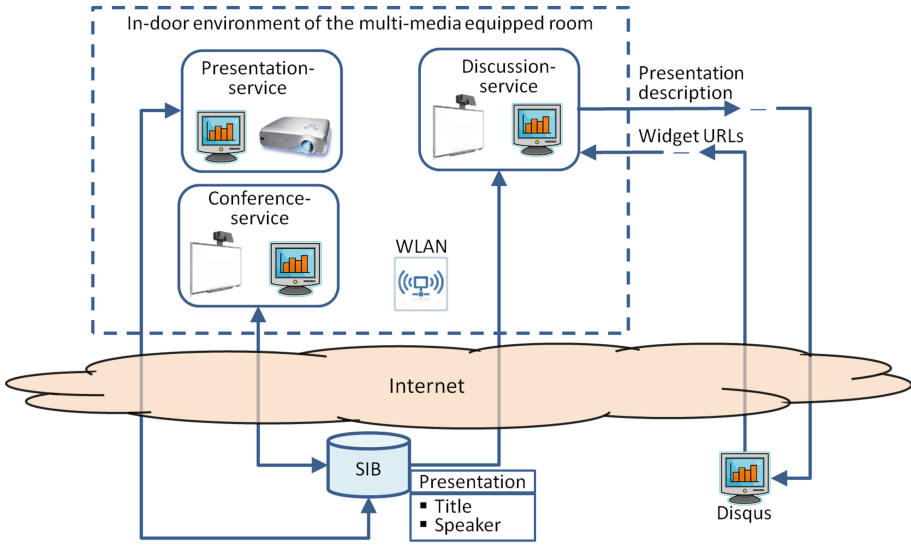 In-door environment of the multi-media equipped room
Presentation-
service
Discussion-
service
Presentation
description
Widget URLs
Conference-
service
WLAN
Internet
SIB
Presentation
▪ Title
▪ Speaker
Disqus